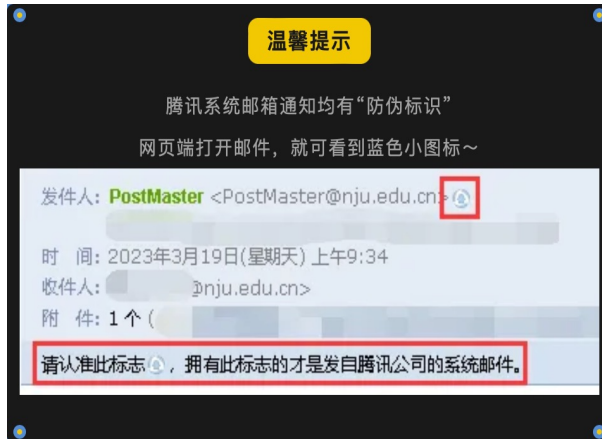 温馨提示
腾讯系统邮箱通知均有“防伪标识”
网页端打开邮件，就可看到蓝色小图标～
发件人: PostMaster <PostMaster@nju.edu.cn>
时 间: 2023年3月19日(星期天) 上午9:34
收件人: @nju.edu.cn>
附 件: 1 个 (
请认准此标志，拥有此标志的才是发自腾讯公司的系统邮件。